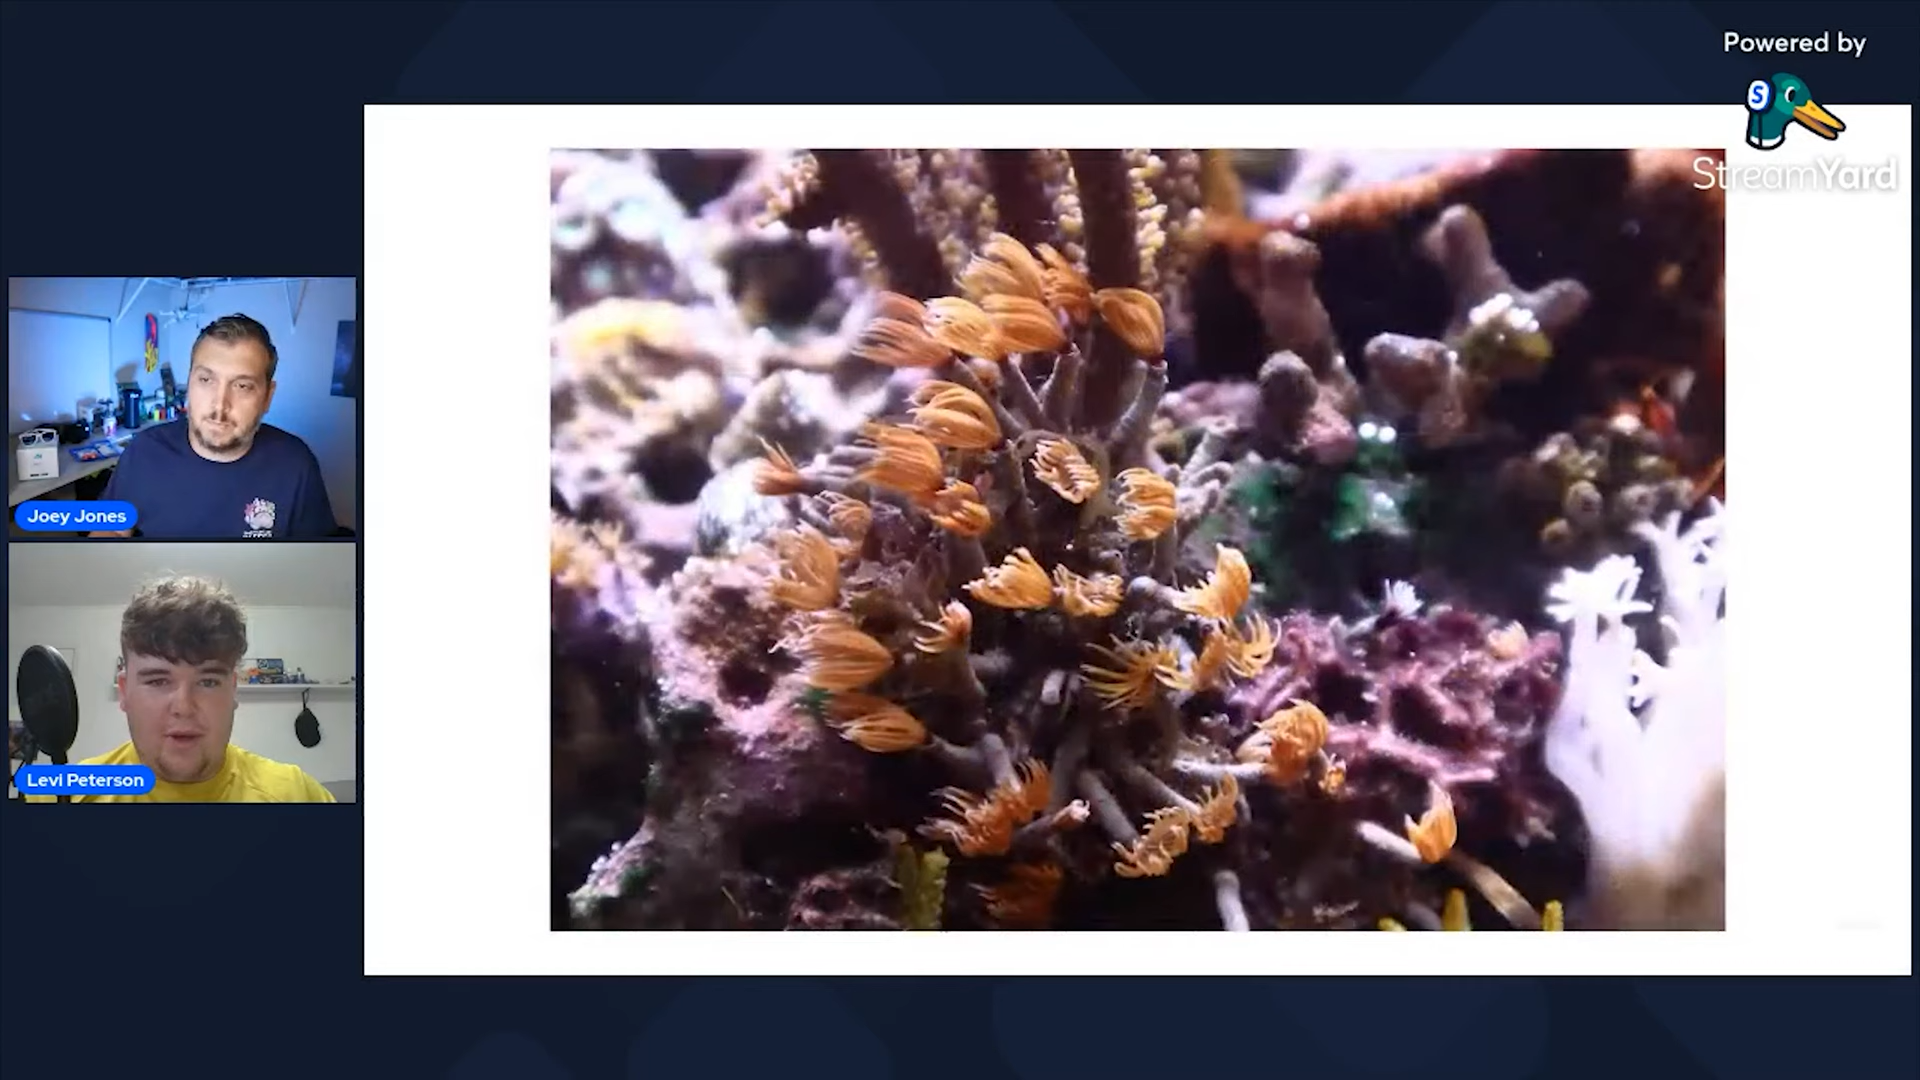 Powered by
S
StreamYard
Joey Jones
Levi Peterson